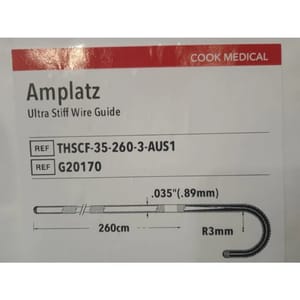 COOK MEDICAL
Amplatz
Ultra Stiff Wire Guide
REF THSCF-35-260-3-AUS1
REF G20170
.035"(.89mm)
260cm
R3mm